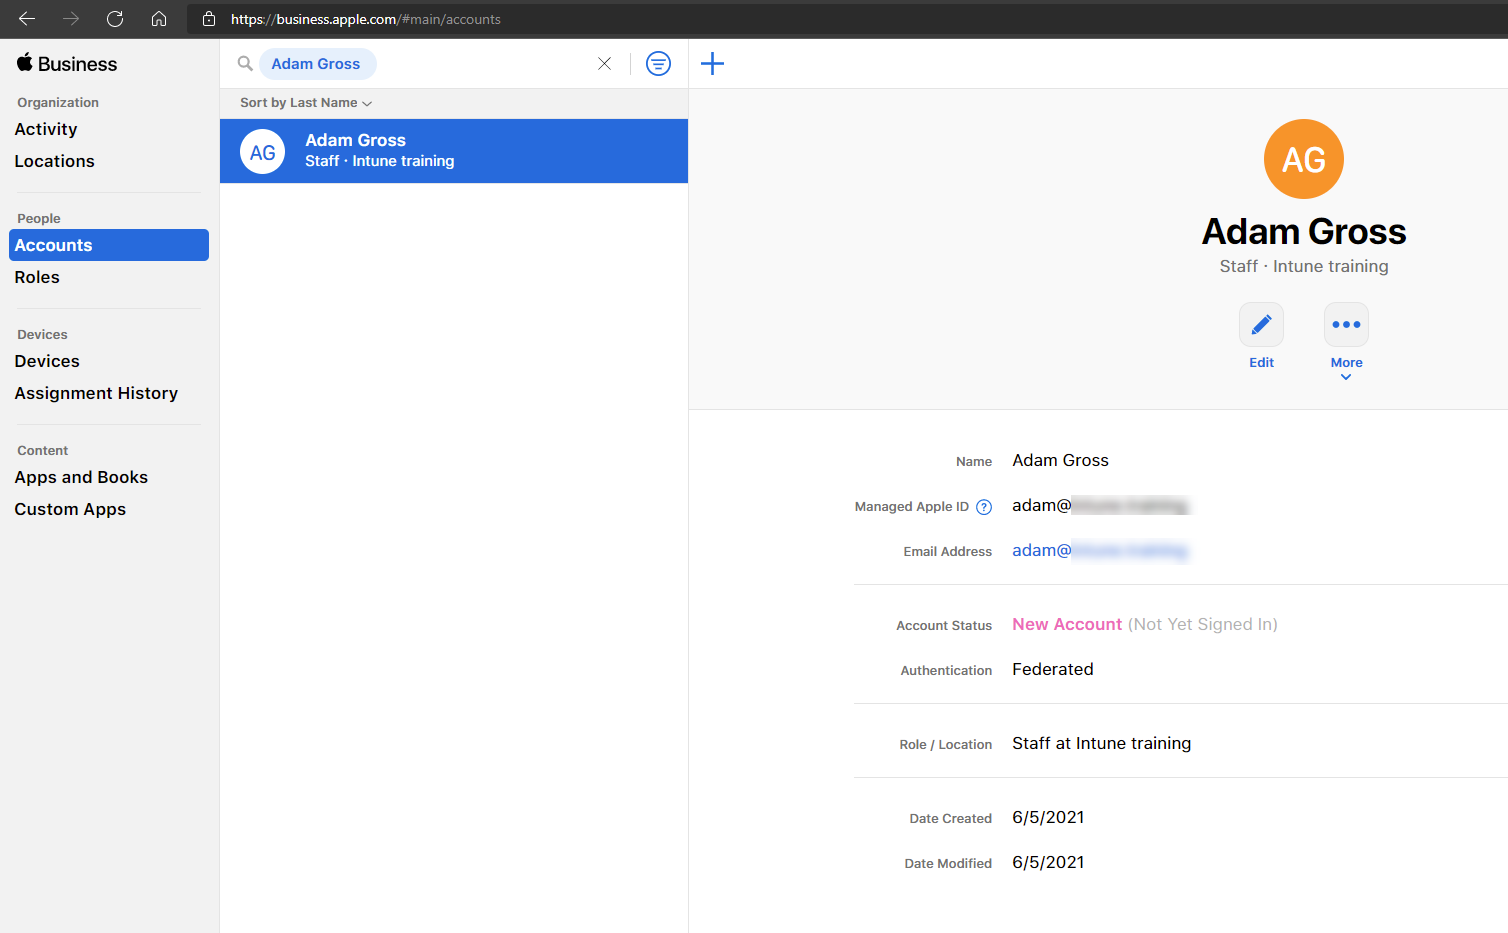 https://business.apple.com/#main/accounts
Business
Organization
Activity
Locations
People
Accounts
Roles
Devices
Devices
Assignment History
Content
Apps and Books
Custom Apps
Adam Gross
Sort by Last Name
AG
Adam Gross
Staff · Intune training
AG
Adam Gross
Staff · Intune training
Edit
More
Name Adam Gross
Managed Apple ID ? adam@
Email Address adam@
Account Status New Account (Not Yet Signed In)
Authentication Federated
Role / Location Staff at Intune training
Date Created 6/5/2021
Date Modified 6/5/2021